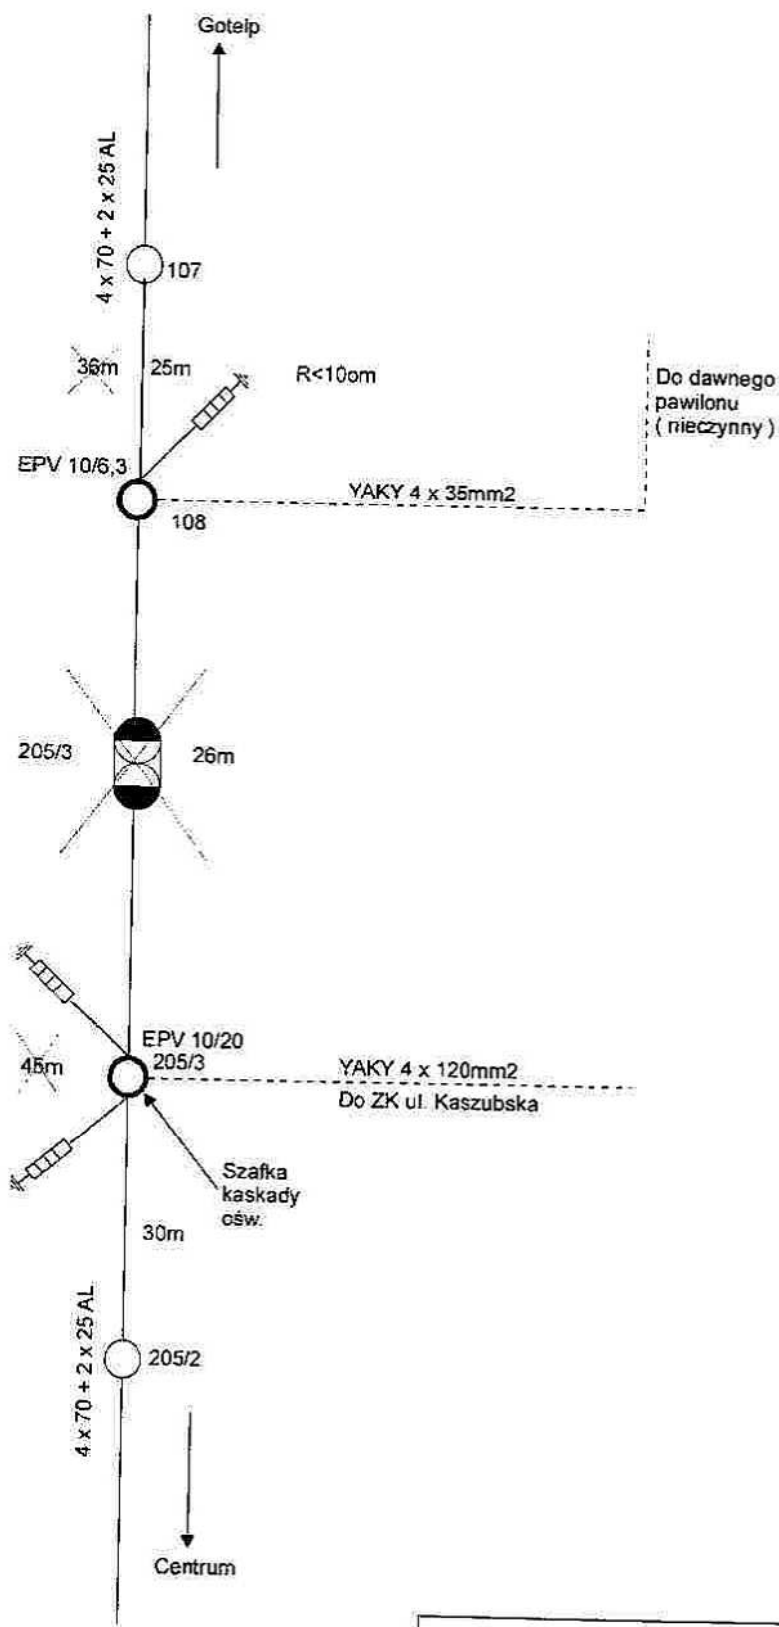 Gotelp
4 x 70 + 2 x 25 AL
107
36m
25m
R<10om
Do dawnego
pawilonu
( nieczynny )
EPV 10/6,3
YAKY 4 x 35mm2
108
205/3
26m
EPV 10/20
45m
205/3
YAKY 4 x 120mm2
Do ZK ul. Kaszubska
Szafka
kaskady
ośw.
30m
4 x 70 + 2 x 25 AL
205/2
Centrum